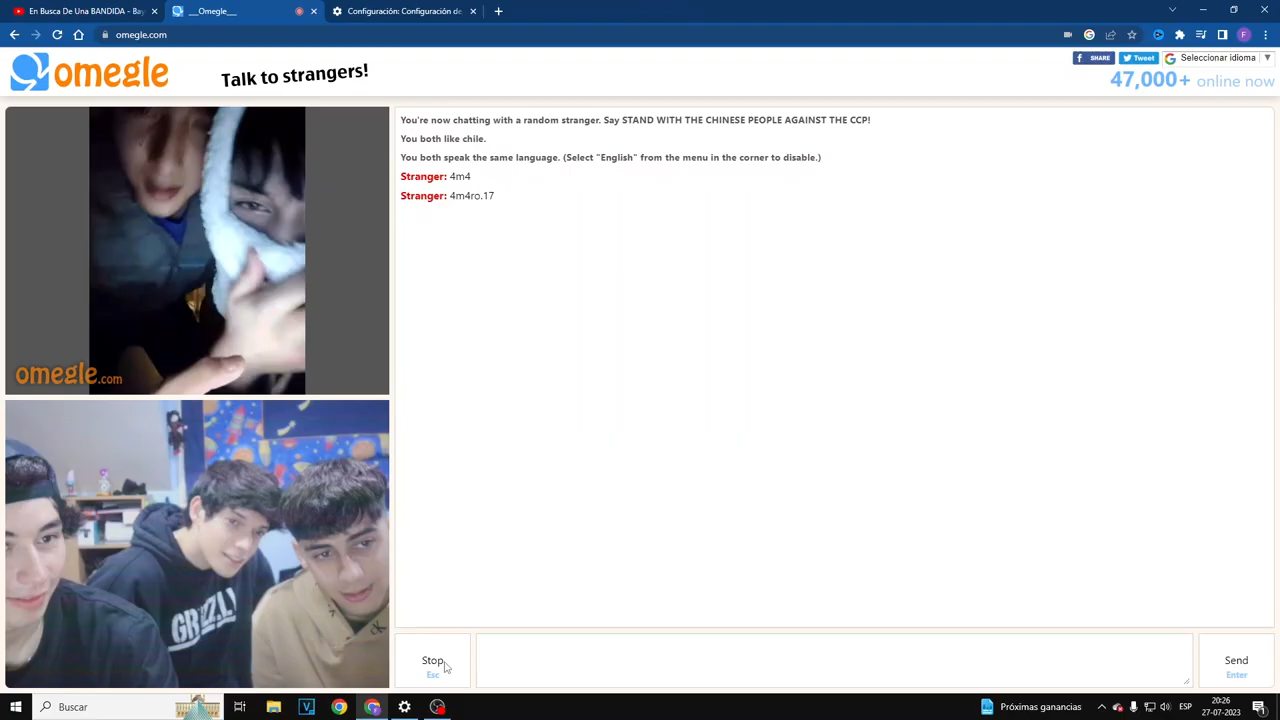 En Busca De Una BANDIDA - Bay
__Omegle__
Configuración: Configuración de
omegle.com
omegle
Talk to strangers!
SHARE
Tweet
Seleccionar idioma
47,000+ online now
You're now chatting with a random stranger. Say STAND WITH THE CHINESE PEOPLE AGAINST THE CCP!
You both like chile.
You both speak the same language. (Select "English" from the menu in the corner to disable.)
Stranger: 4m4
Stranger: 4m4ro.17
omegle.com
GRIZZLY
Stop
Esc
Send
Enter
Buscar
Próximas ganancias
ESP
20:26
27-07-2023